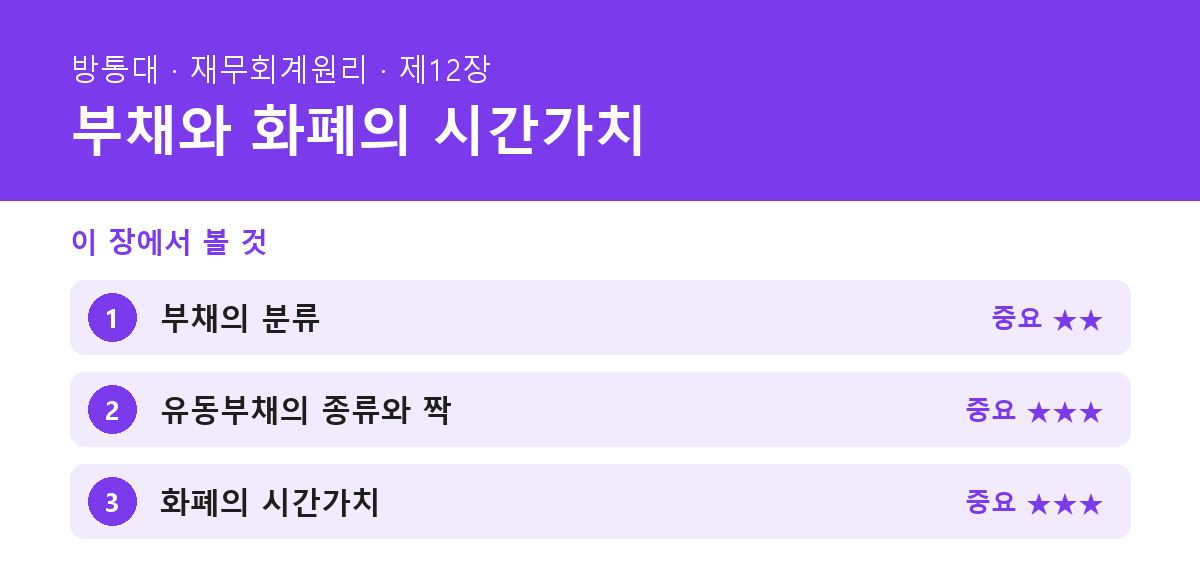 방통대 · 재무회계원리 · 제12장
부채와 화폐의 시간가치
이 장에서 볼 것
1 부채의 분류 중요 ★★
2 유동부채의 종류와 짝 중요 ★★★
3 화폐의 시간가치 중요 ★★★